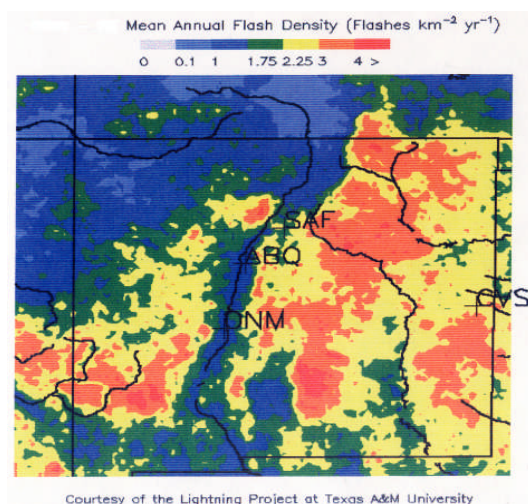 Mean Annual Flash Density (Flashes km⁻² yr⁻¹)
0 0.1 1 1.75 2.25 3 4 >
SAF
ABQ
CVS
ONM
Courtesy of the Lightning Project at Texas A&M University